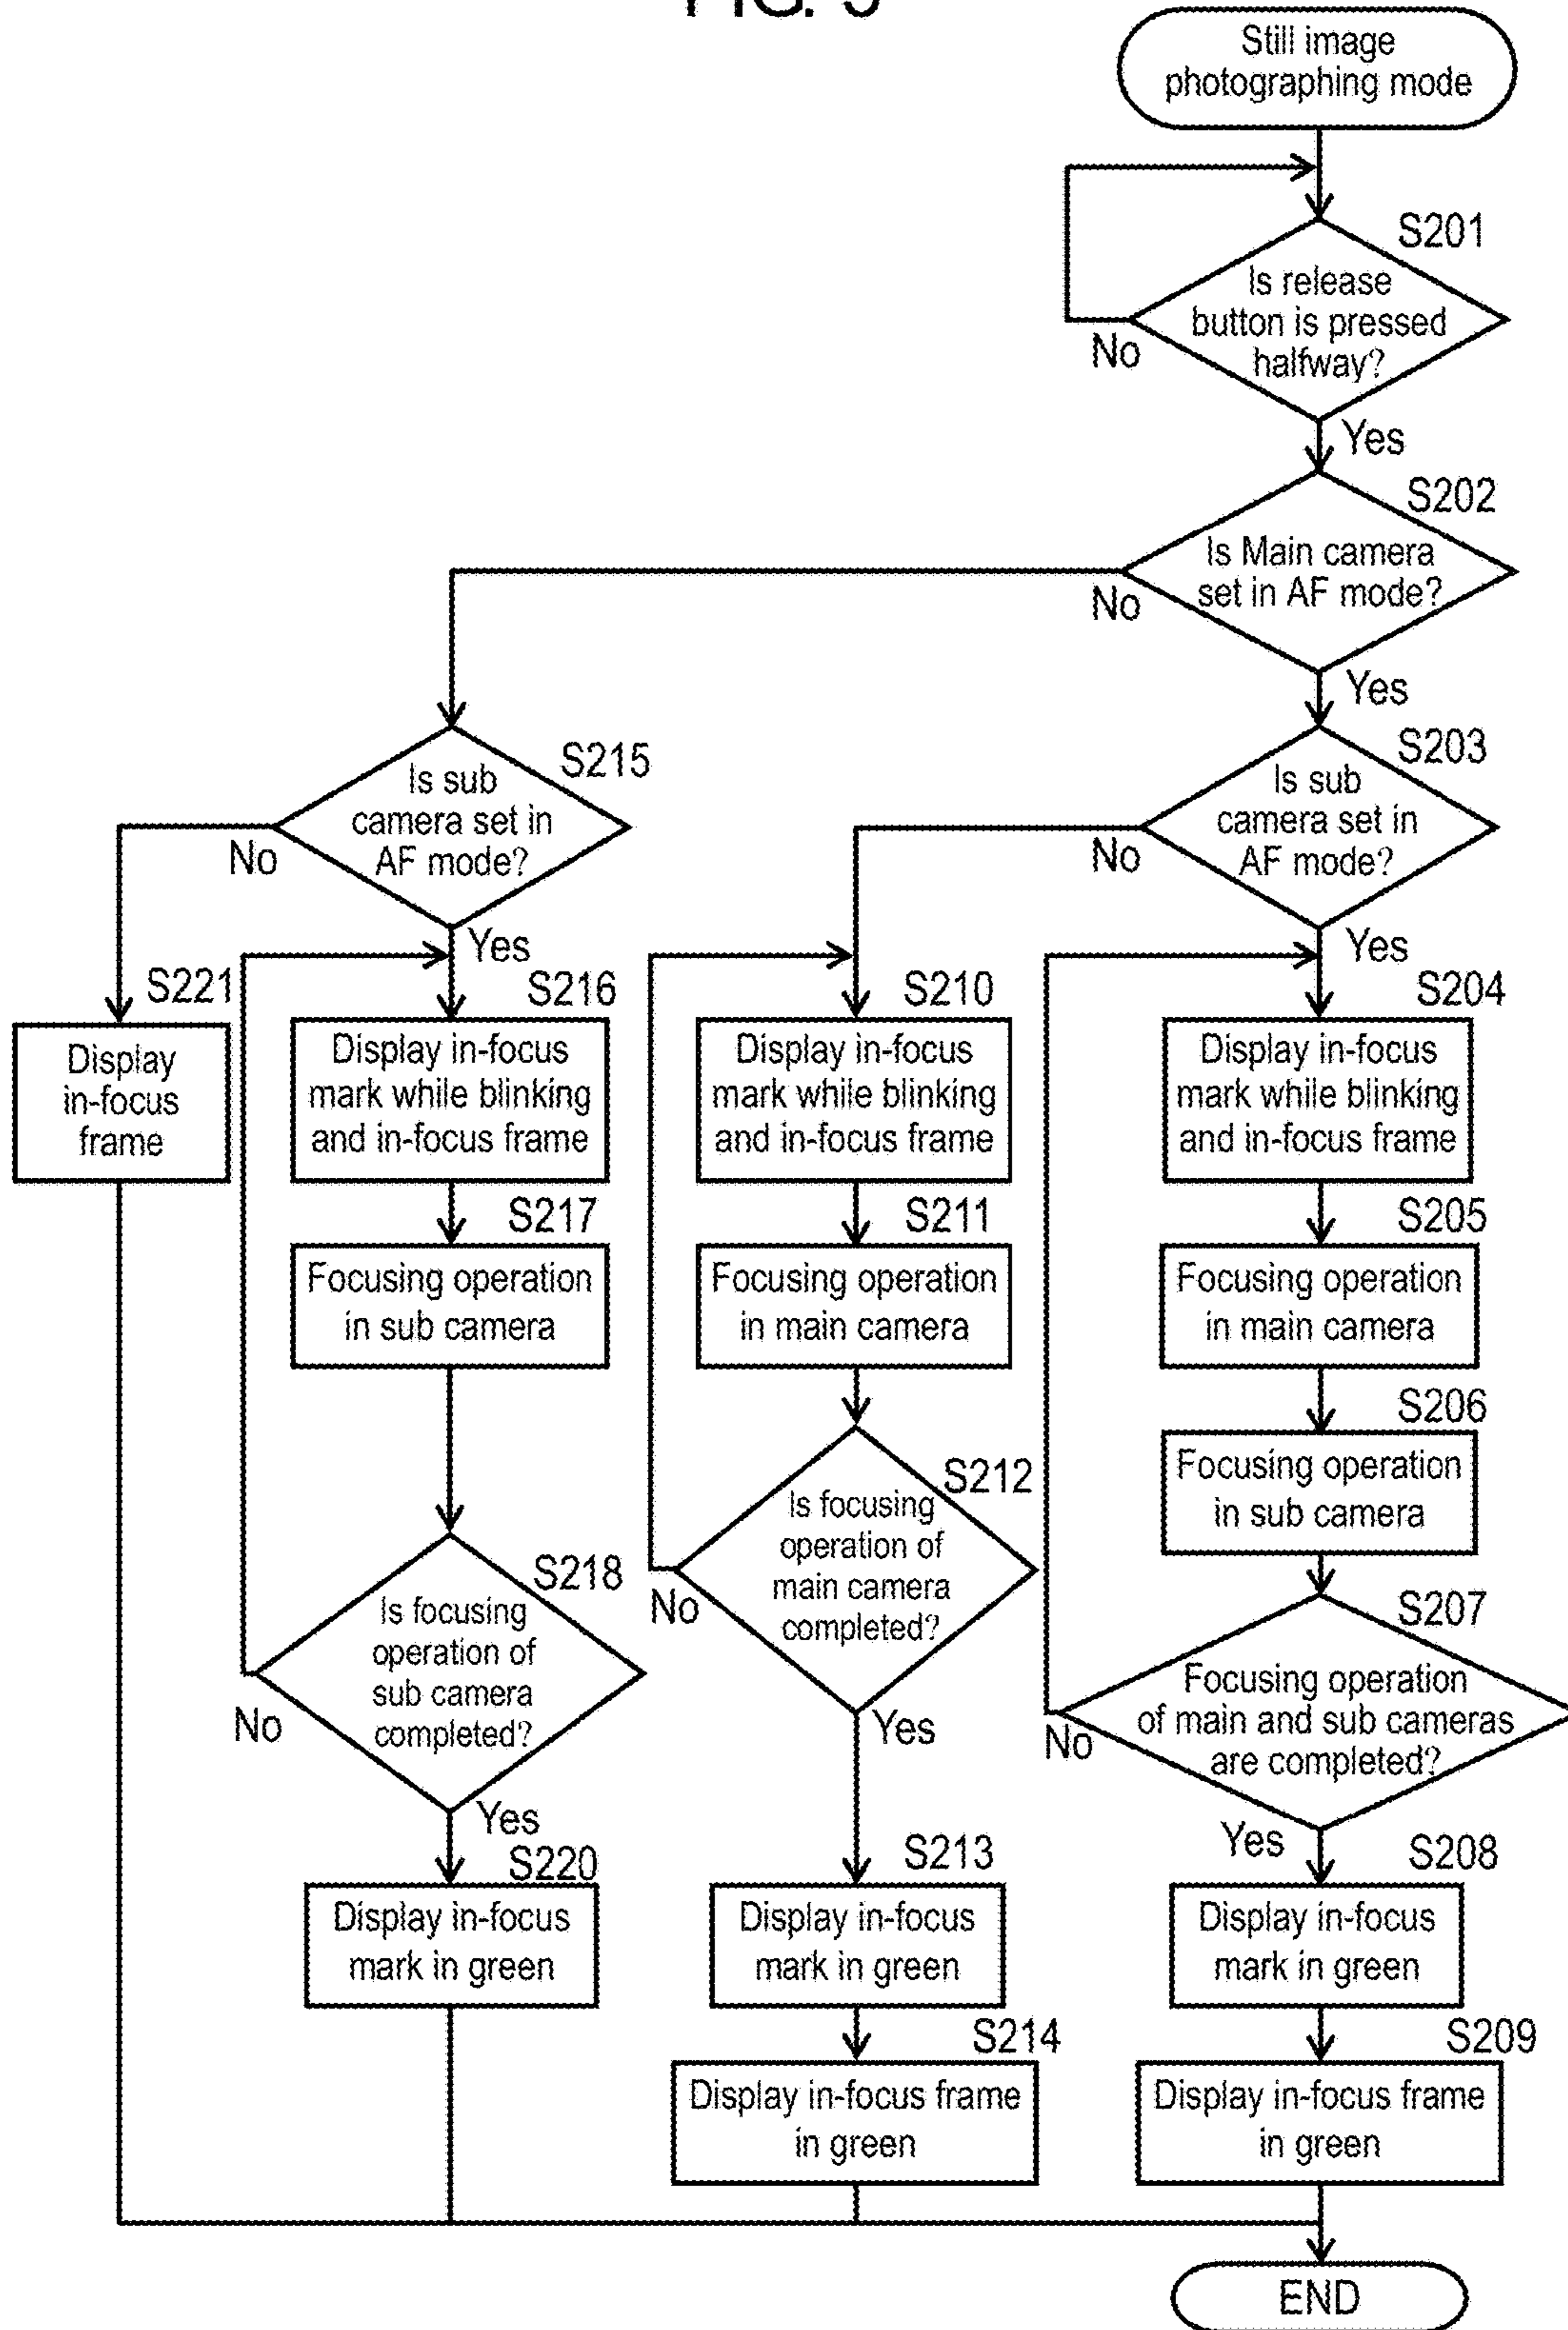 Still image
photographing mode
S201
Is release
button is pressed
halfway?
No
Yes
S202
Is Main camera
set in AF mode?
No
Yes
S215
Is sub
camera set in
AF mode?
No
Yes
S203
Is sub
camera set in
AF mode?
No
Yes
S221
Display
in-focus
frame
S216
Display in-focus
mark while blinking
and in-focus frame
S217
Focusing operation
in sub camera
S218
Is focusing
operation of
sub camera
completed?
No
Yes
S220
Display in-focus
mark in green
S210
Display in-focus
mark while blinking
and in-focus frame
S211
Focusing operation
in main camera
S212
Is focusing
operation of
main camera
completed?
No
Yes
S213
Display in-focus
mark in green
S214
Display in-focus frame
in green
S204
Display in-focus
mark while blinking
and in-focus frame
S205
Focusing operation
in main camera
S206
Focusing operation
in sub camera
S207
Focusing operation
of main and sub cameras
are completed?
No
Yes
S208
Display in-focus
mark in green
S209
Display in-focus frame
in green
END